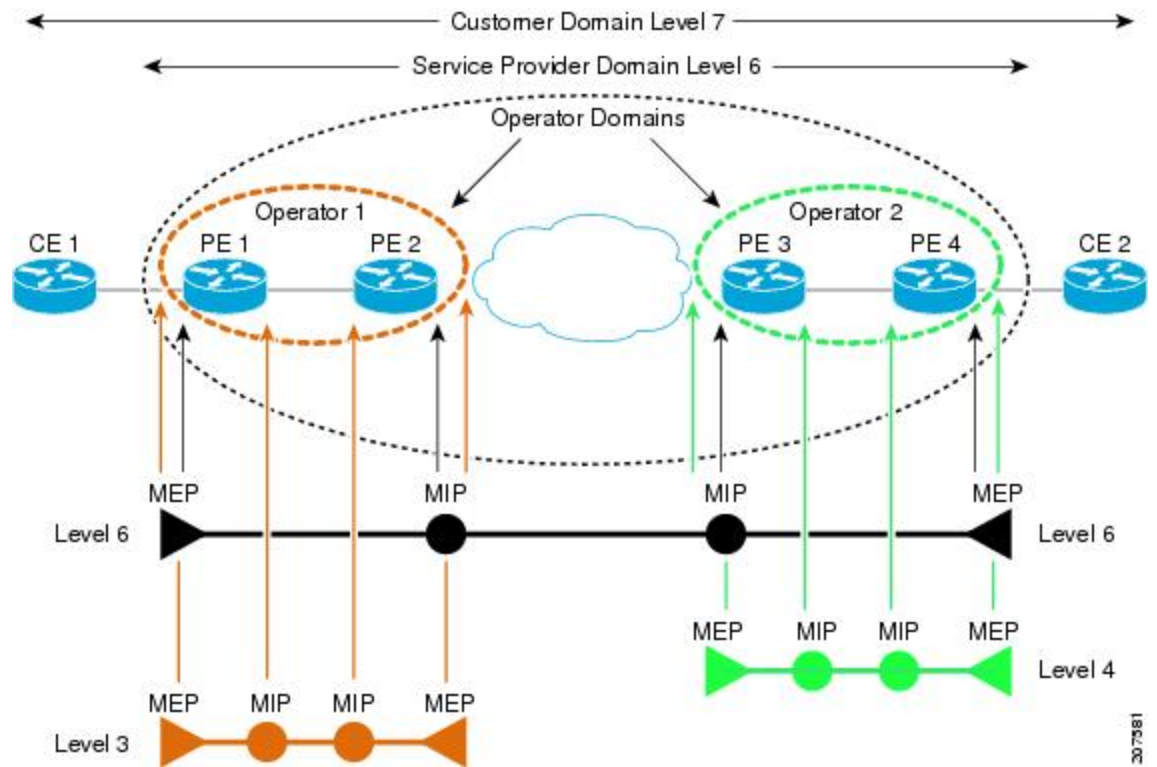 Customer Domain Level 7
Service Provider Domain Level 6
Operator Domains
Operator 1
Operator 2
CE 1
PE 1
PE 2
PE 3
PE 4
CE 2
MEP
MIP
MIP
MEP
Level 6
Level 6
MEP
MIP
MIP
MEP
Level 4
MEP
MIP
MIP
MEP
Level 3
207581